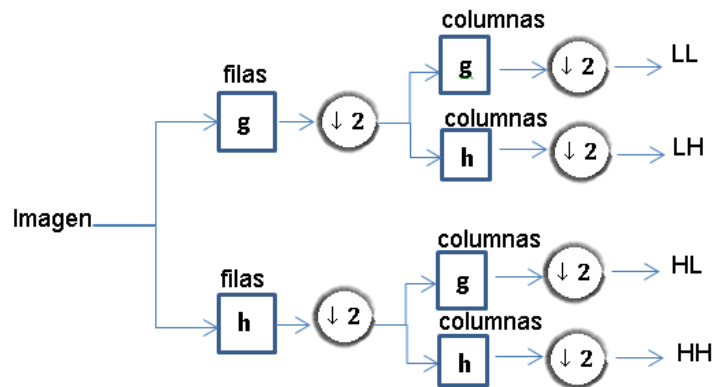 columnas
g
↓ 2
LL
filas
g
↓ 2
columnas
h
↓ 2
LH
Imagen
columnas
g
↓ 2
HL
filas
h
↓ 2
columnas
h
↓ 2
HH